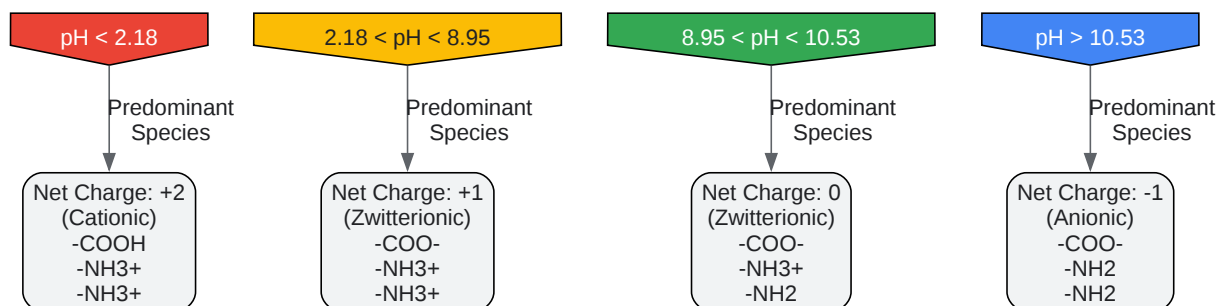 pH < 2.18
2.18 < pH < 8.95
8.95 < pH < 10.53
pH > 10.53
Predominant
Species
Predominant
Species
Predominant
Species
Predominant
Species
Net Charge: +2
(Cationic)
-COOH
-NH3+
-NH3+
Net Charge: +1
(Zwitterionic)
-COO-
-NH3+
-NH3+
Net Charge: 0
(Zwitterionic)
-COO-
-NH3+
-NH2
Net Charge: -1
(Anionic)
-COO-
-NH2
-NH2